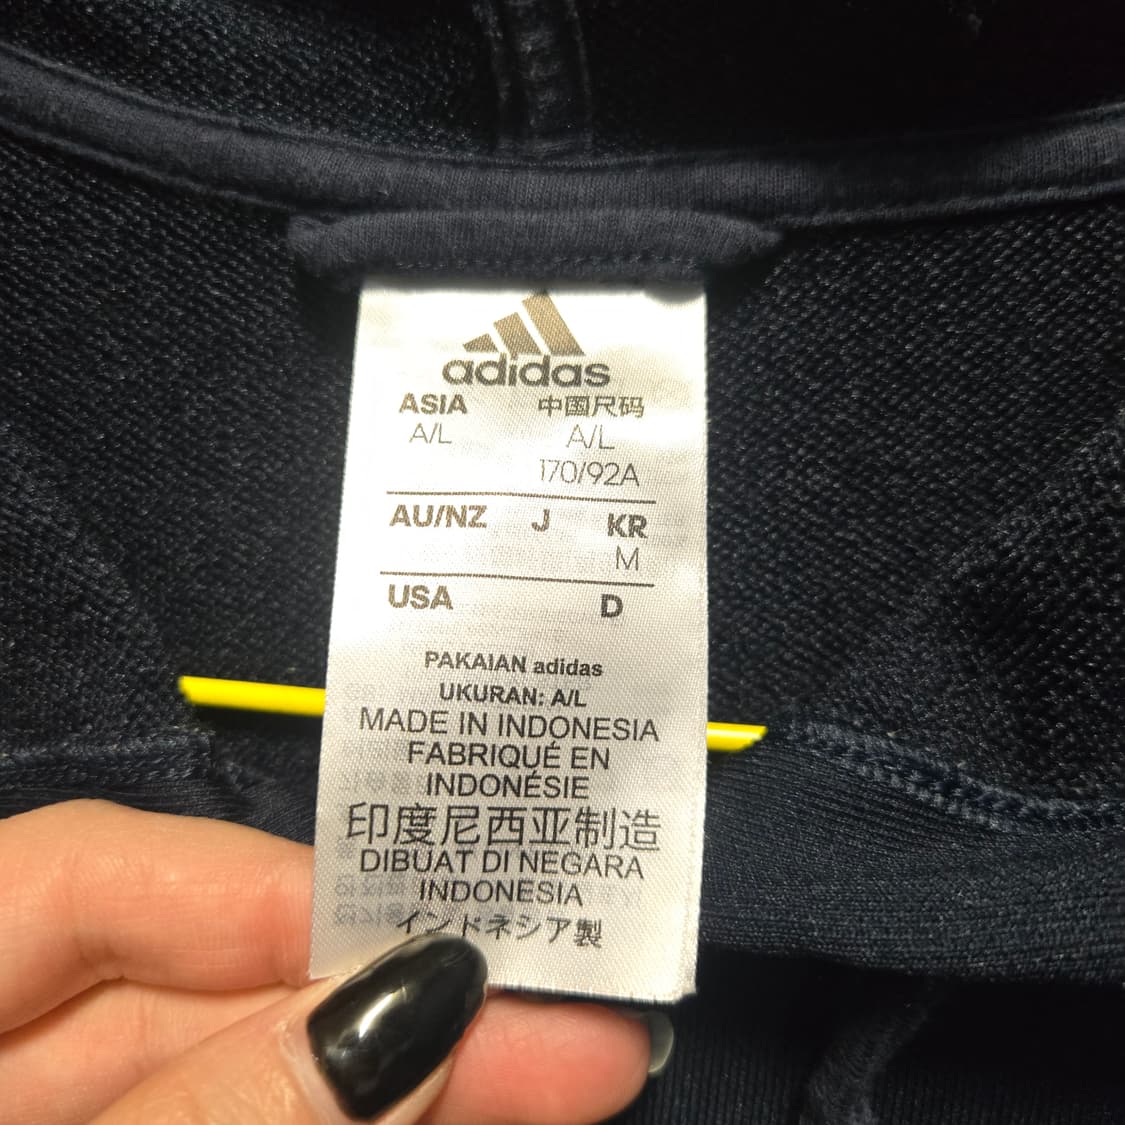 adidas
ASIA 中国尺码
A/L A/L
170/92A
AU/NZ J KR
M
USA D
PAKAIAN adidas
UKURAN: A/L
MADE IN INDONESIA
FABRIQUÉ EN
INDONÉSIE
印度尼西亚制造
DIBUAT DI NEGARA
INDONESIA
インドネシア製